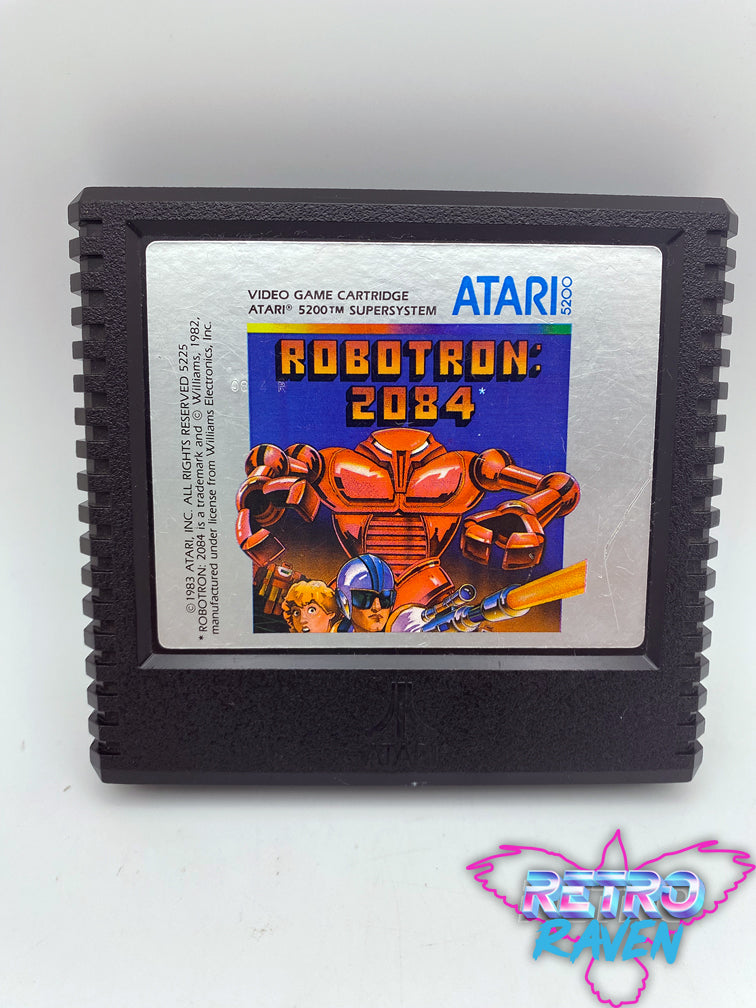 VIDEO GAME CARTRIDGE
ATARI® 5200™ SUPERSYSTEM
ATARI 5200
ROBOTRON:
2084*
© 1983 ATARI, INC. ALL RIGHTS RESERVED 5225
* ROBOTRON: 2084 is a trademark and © Williams, 1982,
manufactured under license from Williams Electronics, Inc.
ATARI
RETRO
RAVEN